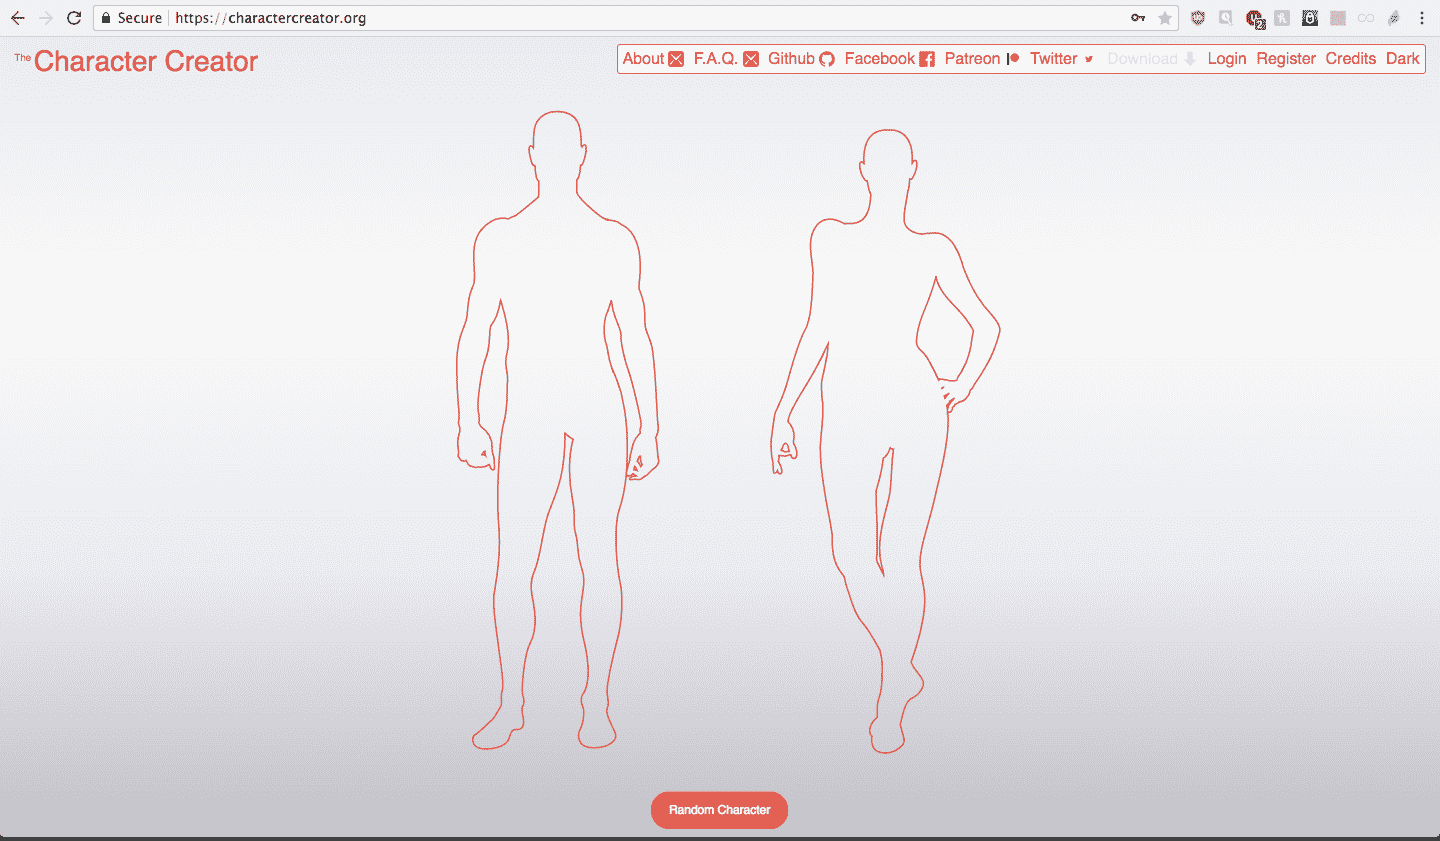 Secure https://charactercreator.org
2
The Character Creator
About F.A.Q. Github Facebook Patreon Twitter Download Login Register Credits Dark
Random Character